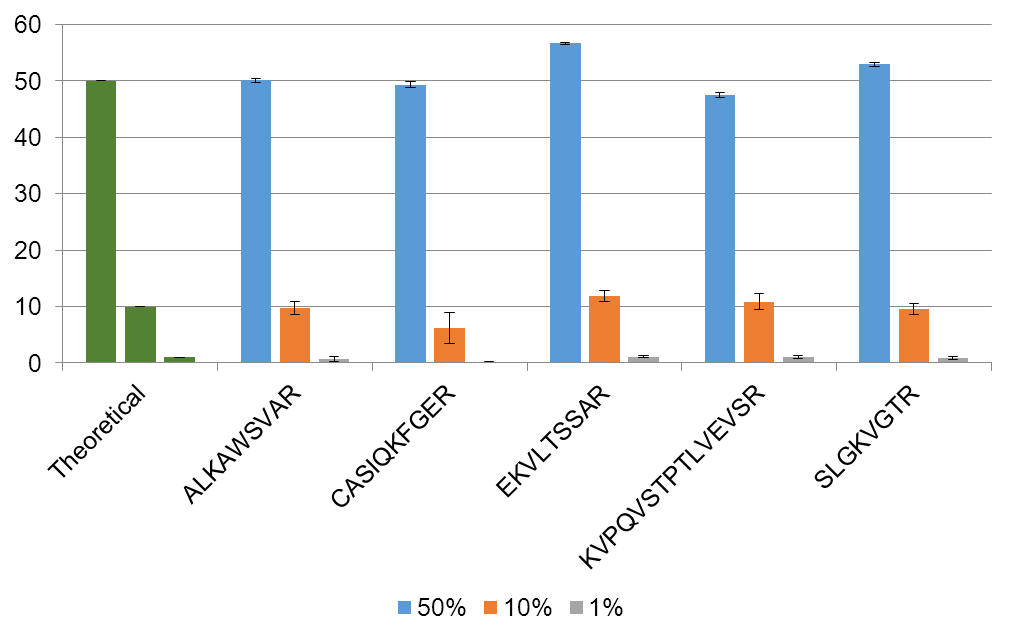 60
50
40
30
20
10
0
Theoretical
ALKAWSVAR
CASIQKFGER
EKVLTSSAR
KVPQVSTPTLVEVSR
SLGKVGTR
50% 10% 1%